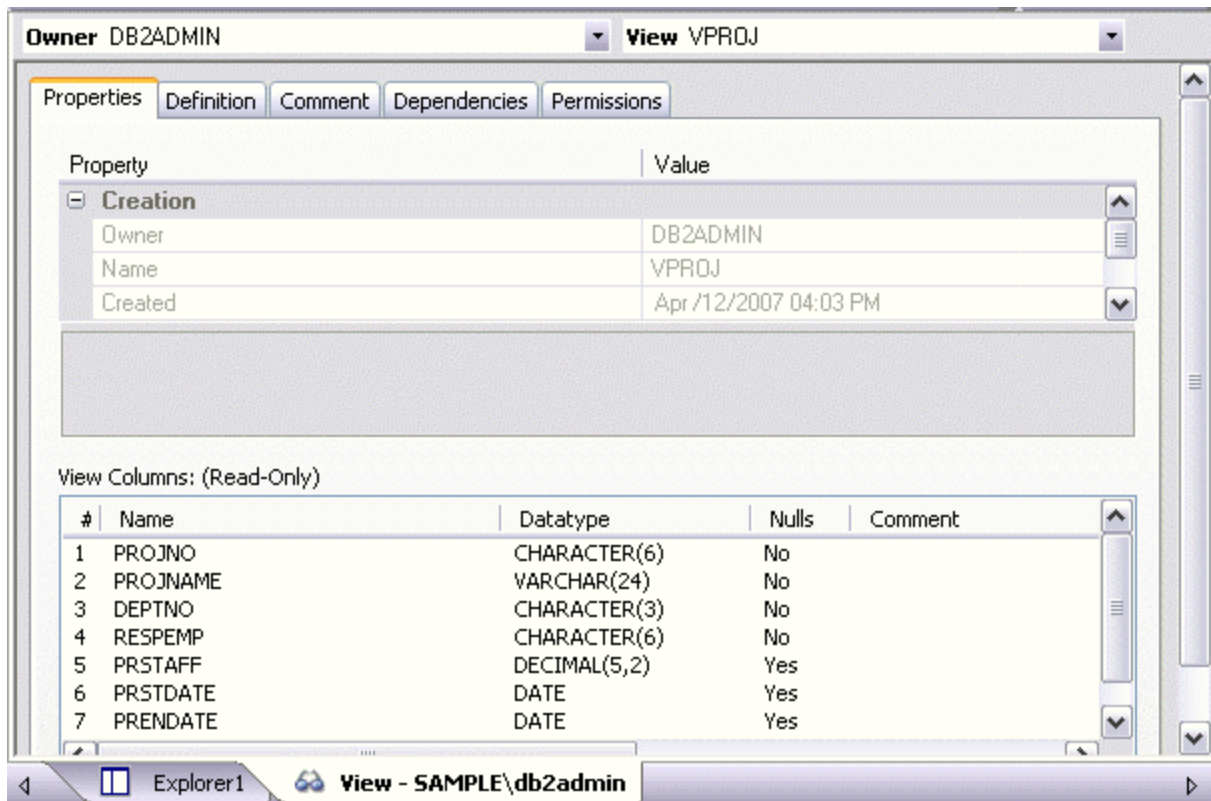 Owner DB2ADMIN View VPROJ
Properties Definition Comment Dependencies Permissions
Property Value
Creation
Owner DB2ADMIN
Name VPROJ
Created Apr /12/2007 04:03 PM
View Columns: (Read-Only)
# Name Datatype Nulls Comment
1 PROJNO CHARACTER(6) No
2 PROJNAME VARCHAR(24) No
3 DEPTNO CHARACTER(3) No
4 RESPEMP CHARACTER(6) No
5 PRSTAFF DECIMAL(5,2) Yes
6 PRSTDATE DATE Yes
7 PRENDATE DATE Yes
Explorer1 View - SAMPLE\db2admin